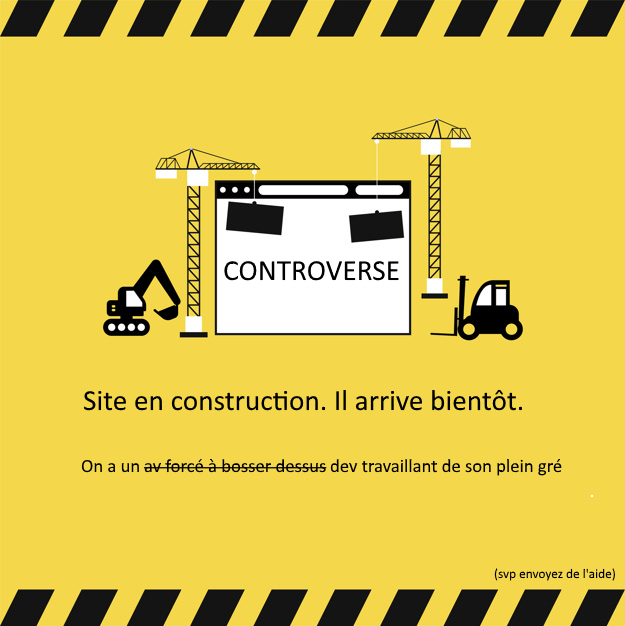 CONTROVERSE
Site en construction. Il arrive bientôt.
On a un av forcé à bosser dessus dev travaillant de son plein gré
(svp envoyez de l'aide)